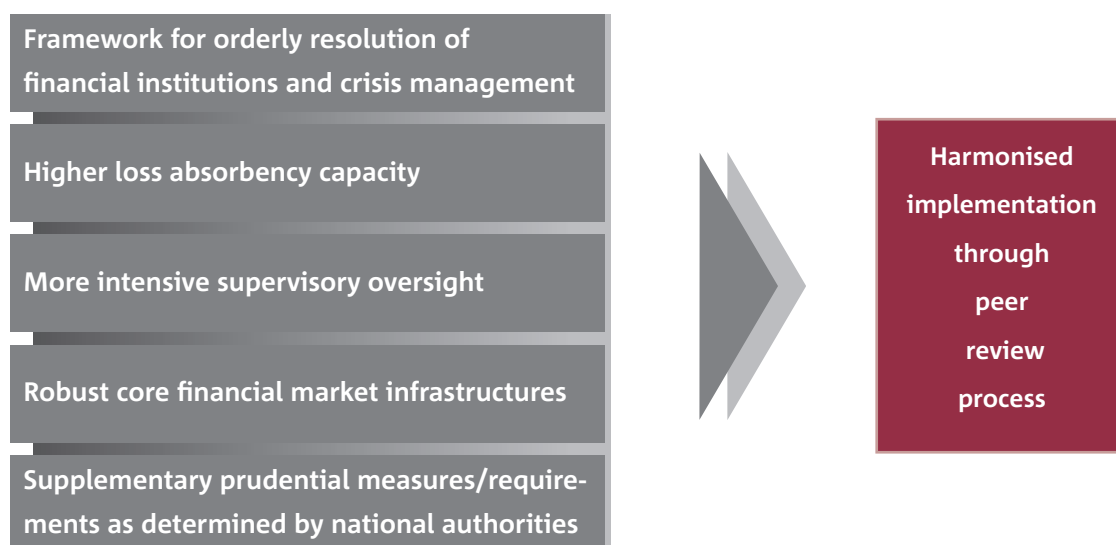 Framework for orderly resolution of
financial institutions and crisis management
Higher loss absorbency capacity
More intensive supervisory oversight
Robust core financial market infrastructures
Supplementary prudential measures/require-
ments as determined by national authorities
Harmonised
implementation
through
peer
review
process